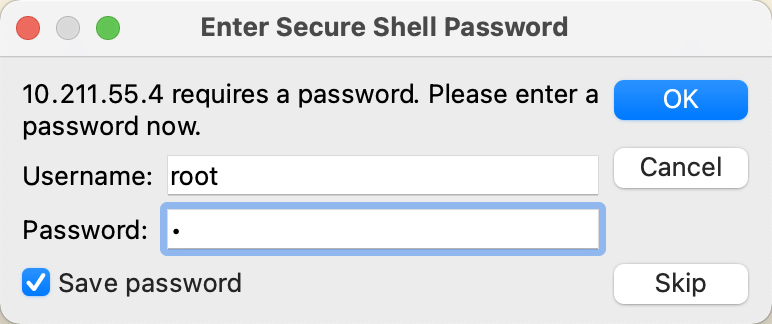 Enter Secure Shell Password
10.211.55.4 requires a password. Please enter a
password now.
OK
Username: root
Cancel
Password: •
Save password
Skip